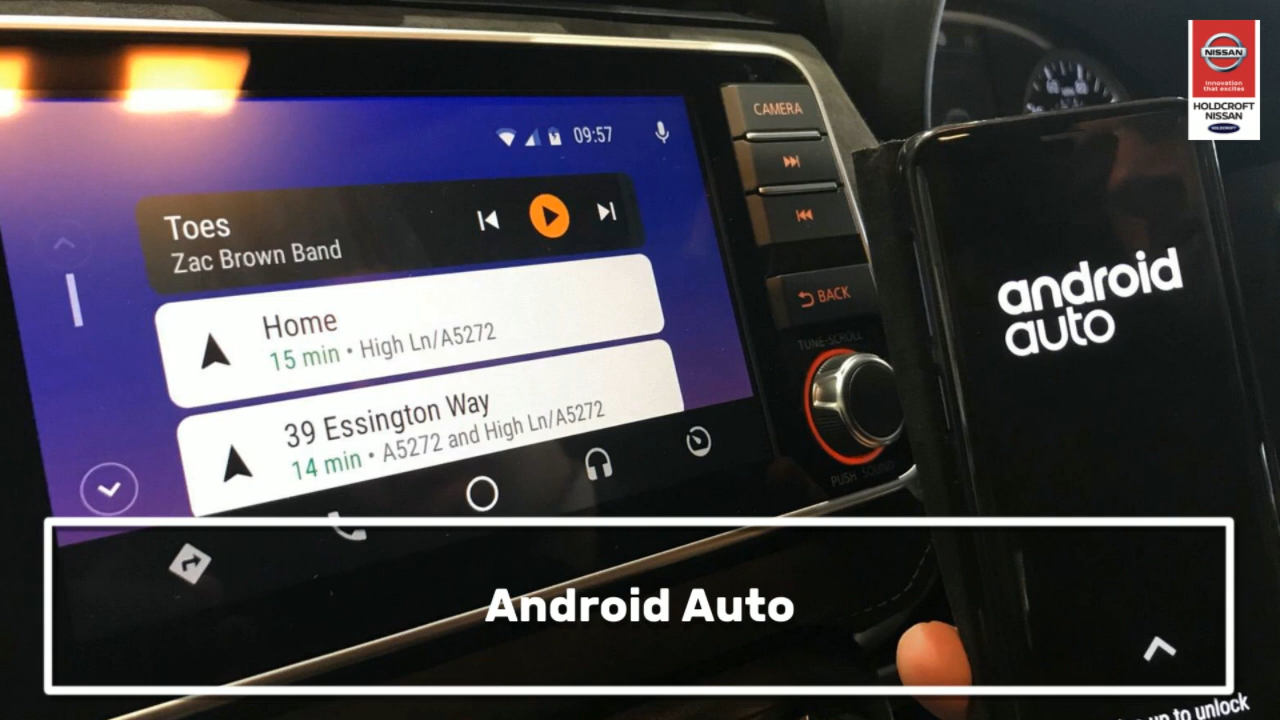 NISSAN
Innovation
that excites
HOLDCROFT
NISSAN
HOLDCROFT
09:57
CAMERA
Toes
Zac Brown Band
Home
15 min • High Ln/A5272
BACK
TUNE·SCROLL
39 Essington Way
14 min • A5272 and High Ln/A5272
PUSH SOUND
android
auto
Android Auto
up to unlock